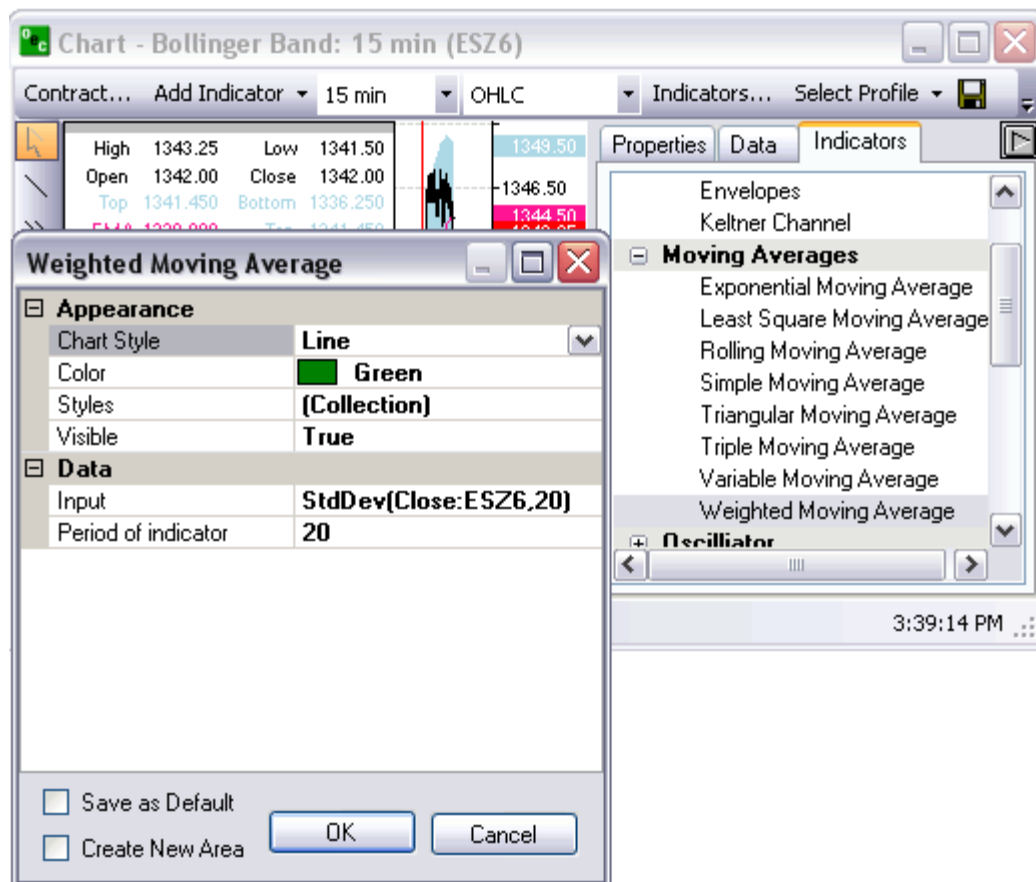 OEC Chart - Bollinger Band: 15 min (ESZ6)
Contract... Add Indicator 15 min OHLC Indicators... Select Profile
High 1343.25 Low 1341.50
Open 1342.00 Close 1342.00
Top 1341.450 Bottom 1336.250
1349.50
1346.50
1344.50
Properties Data Indicators
Envelopes
Keltner Channel
Moving Averages
Exponential Moving Average
Least Square Moving Average
Rolling Moving Average
Simple Moving Average
Triangular Moving Average
Triple Moving Average
Variable Moving Average
Weighted Moving Average
Oscilliator
3:39:14 PM
Weighted Moving Average
Appearance
Chart Style Line
Color Green
Styles (Collection)
Visible True
Data
Input StdDev(Close:ESZ6,20)
Period of indicator 20
Save as Default
Create New Area
OK Cancel